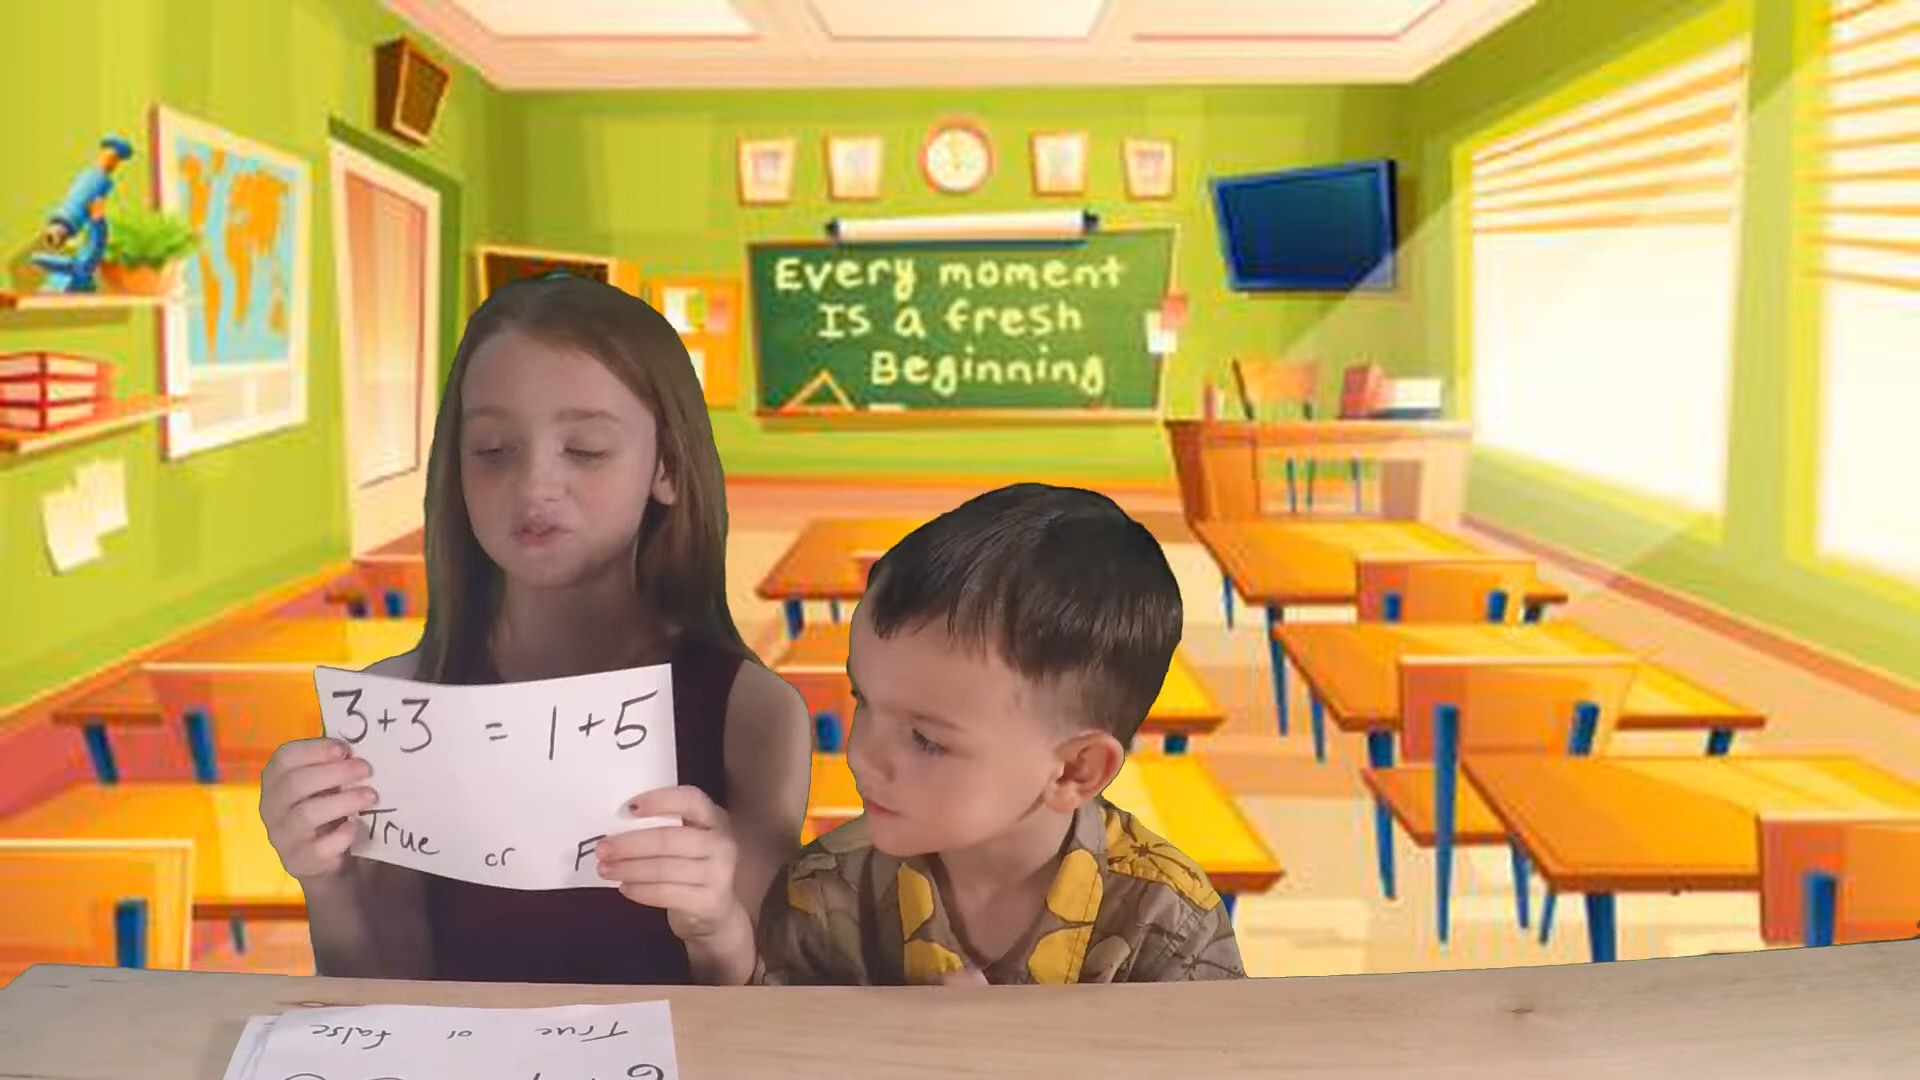 Every moment
Is a fresh
Beginning
3+3 = 1+5
True or F
True or False